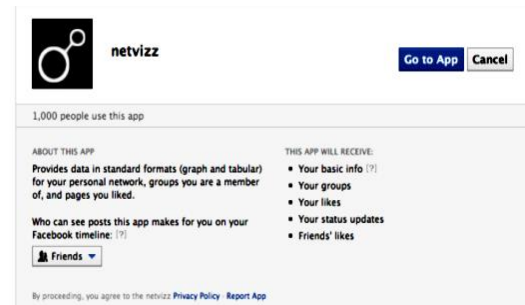 netvizz
Go to App
Cancel
1,000 people use this app
ABOUT THIS APP
Provides data in standard formats (graph and tabular)
for your personal network, groups you are a member
of, and pages you liked.
Who can see posts this app makes for you on your
Facebook timeline: [?]
Friends
THIS APP WILL RECEIVE:
Your basic info [?]
Your groups
Your likes
Your status updates
Friends' likes
By proceeding, you agree to the netvizz Privacy Policy · Report App